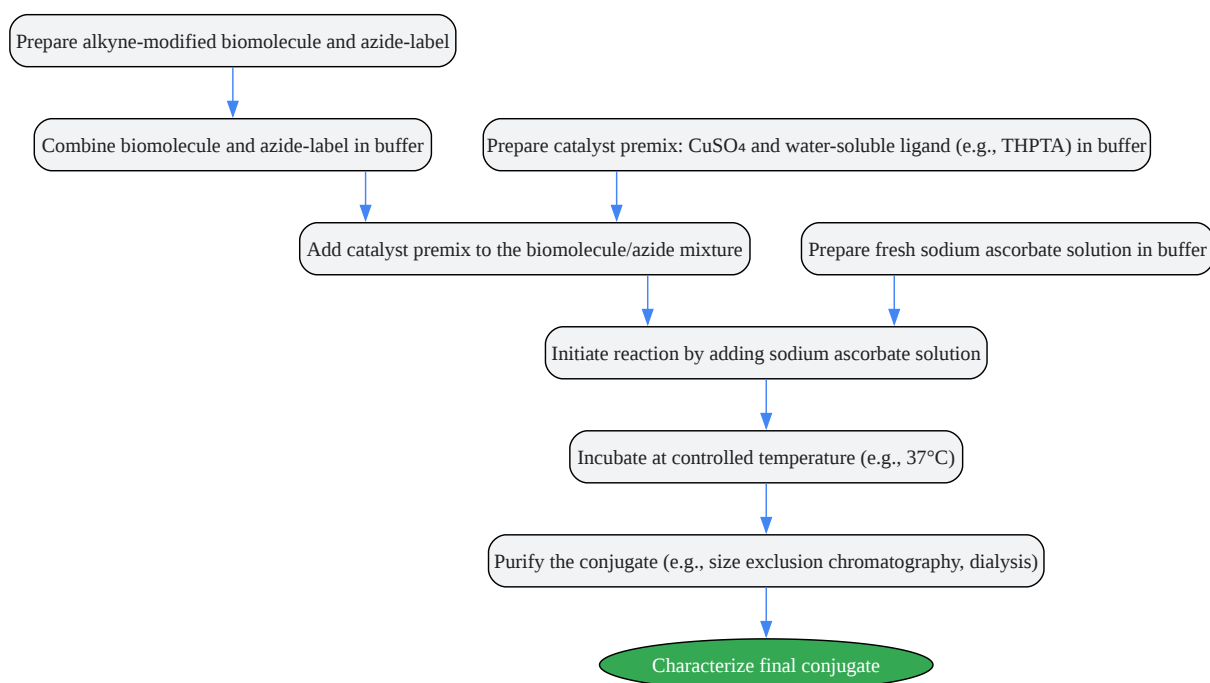 Prepare alkyne-modified biomolecule and azide-label
Combine biomolecule and azide-label in buffer
Prepare catalyst premix: CuSO₄ and water-soluble ligand (e.g., THPTA) in buffer
Add catalyst premix to the biomolecule/azide mixture
Prepare fresh sodium ascorbate solution in buffer
Initiate reaction by adding sodium ascorbate solution
Incubate at controlled temperature (e.g., 37°C)
Purify the conjugate (e.g., size exclusion chromatography, dialysis)
Characterize final conjugate